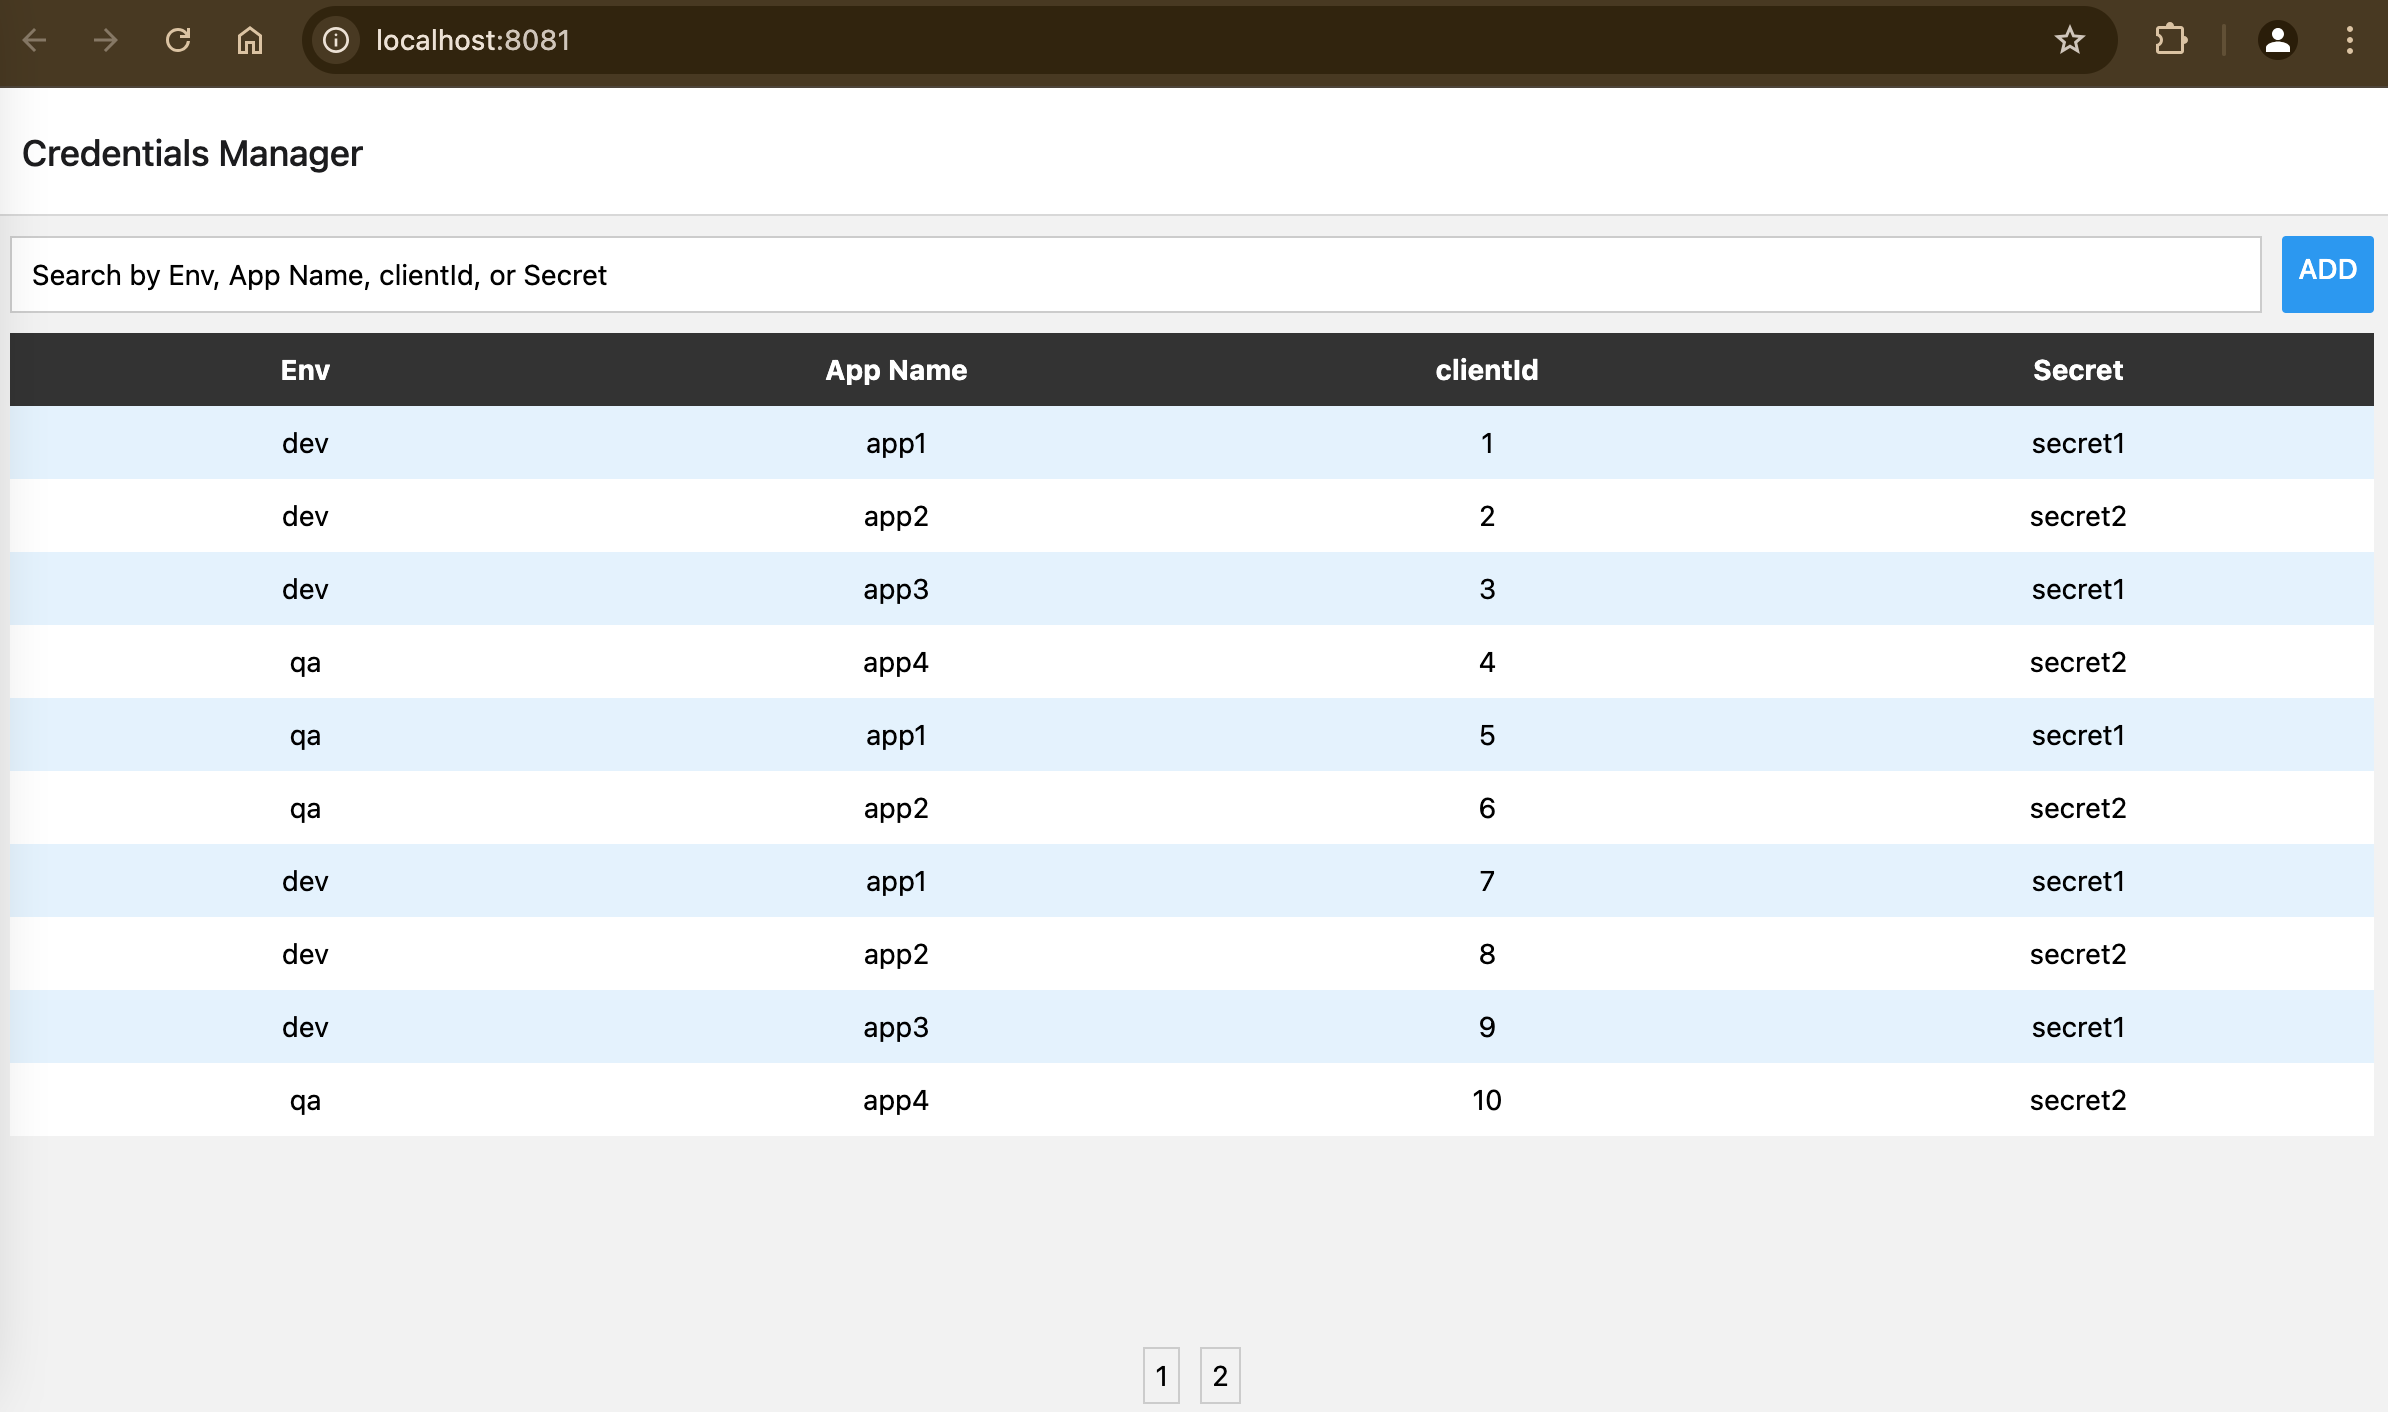 localhost:8081
Credentials Manager
Search by Env, App Name, clientId, or Secret ADD
Env App Name clientId Secret
dev app1 1 secret1
dev app2 2 secret2
dev app3 3 secret1
qa app4 4 secret2
qa app1 5 secret1
qa app2 6 secret2
dev app1 7 secret1
dev app2 8 secret2
dev app3 9 secret1
qa app4 10 secret2
1 2